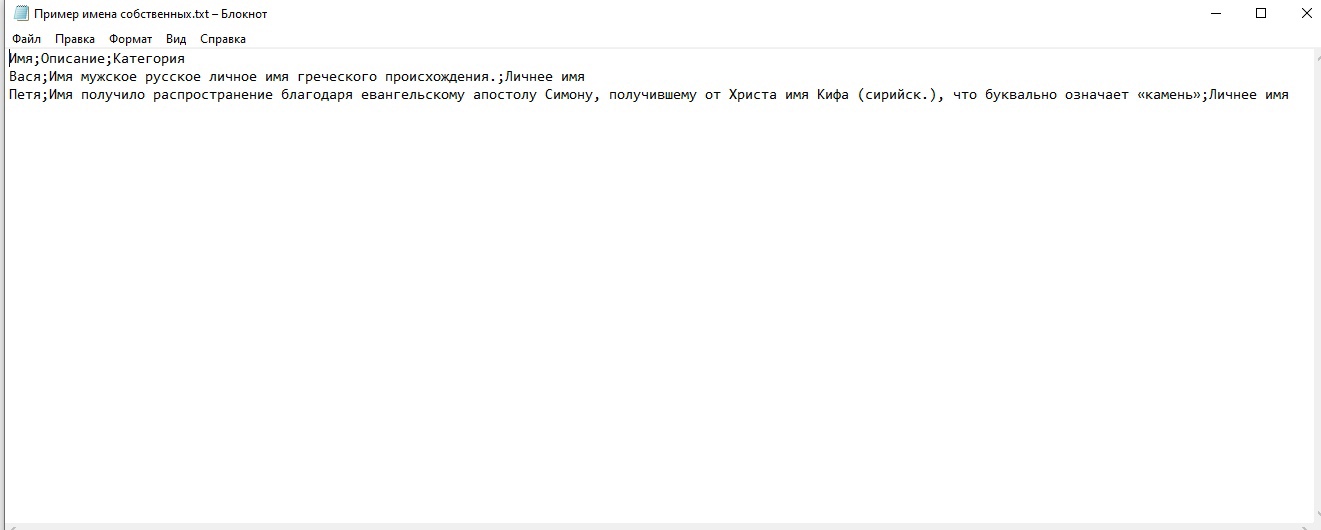 Пример имена собственных.txt – Блокнот
Файл Правка Формат Вид Справка
Имя;Описание;Категория
Вася;Имя мужское русское личное имя греческого происхождения.;Личнее имя
Петя;Имя получило распространение благодаря евангельскому апостолу Симону, получившему от Христа имя Кифа (сирийск.), что буквально означает «камень»;Личнее имя